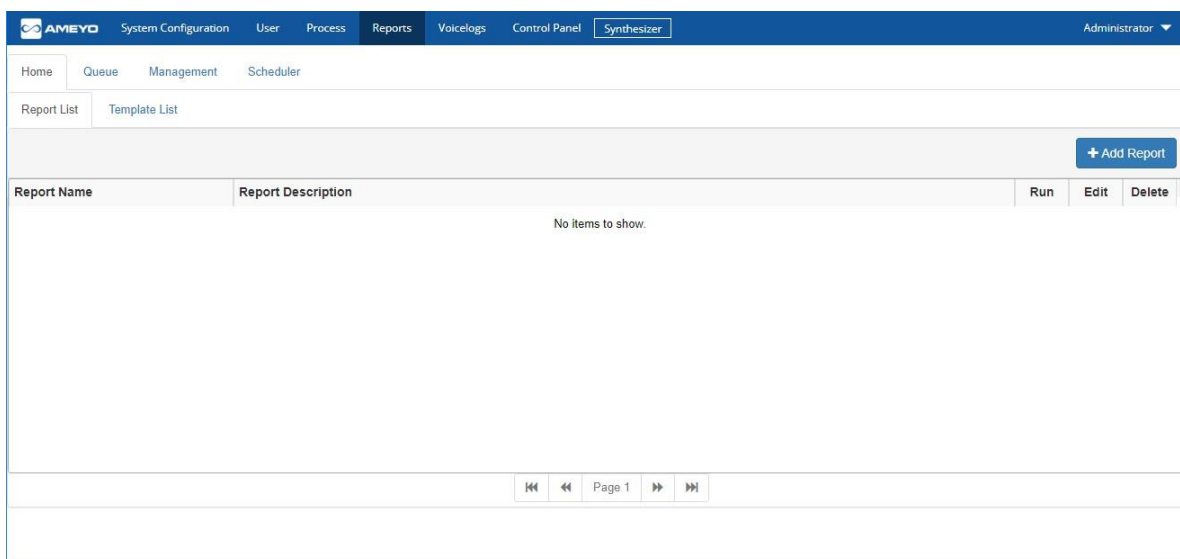 AMEYO System Configuration User Process Reports Voicelogs Control Panel Synthesizer Administrator
Home Queue Management Scheduler
Report List Template List
+ Add Report
Report Name Report Description Run Edit Delete
No items to show.
Page 1